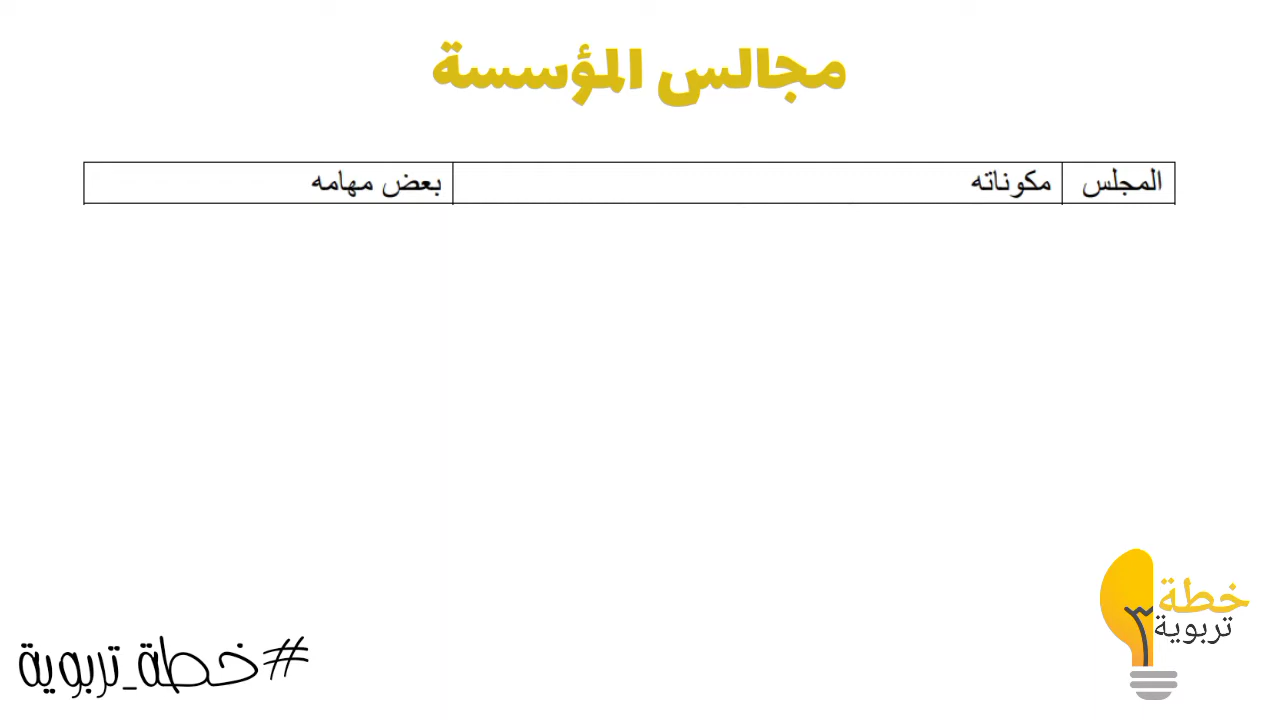 مجالس المؤسسة
المجلس مكوناته بعض مهامه
خطة
تربوية
#خطة_تربوية